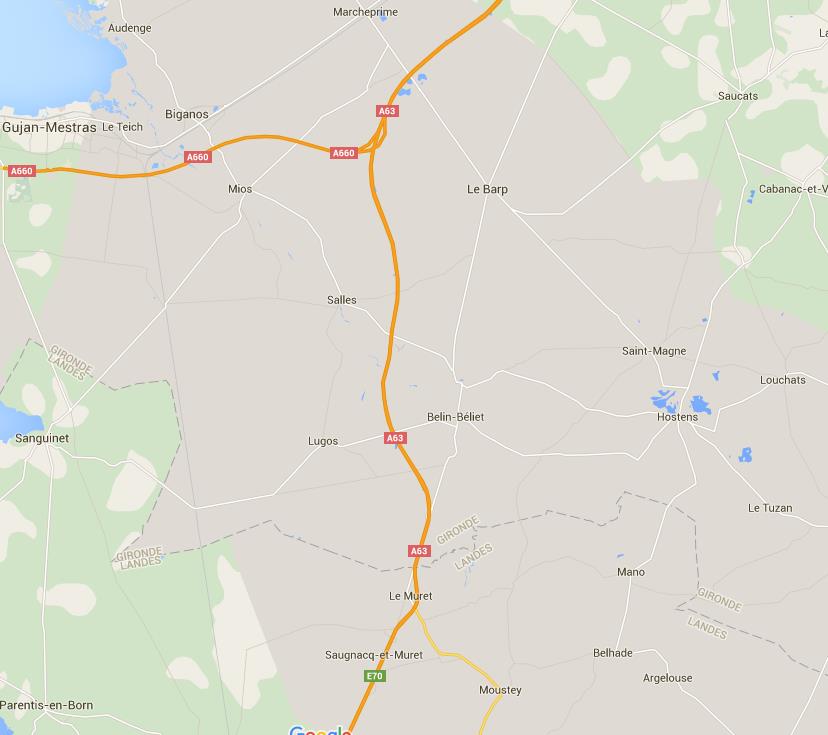 Marcheprime
Audenge
La
Saucats
Biganos
A63
Gujan-Mestras
Le Teich
A660
A660
A660
Mios
Le Barp
Cabanac-et-V
Salles
GIRONDE
LANDES
Saint-Magne
Louchats
Belin-Béliet
Hostens
Sanguinet
Lugos
A63
Le Tuzan
GIRONDE
LANDES
A63
GIRONDE
LANDES
Mano
Le Muret
GIRONDE
LANDES
Saugnacq-et-Muret
Belhade
E70
Argelouse
Moustey
Parentis-en-Born
Google